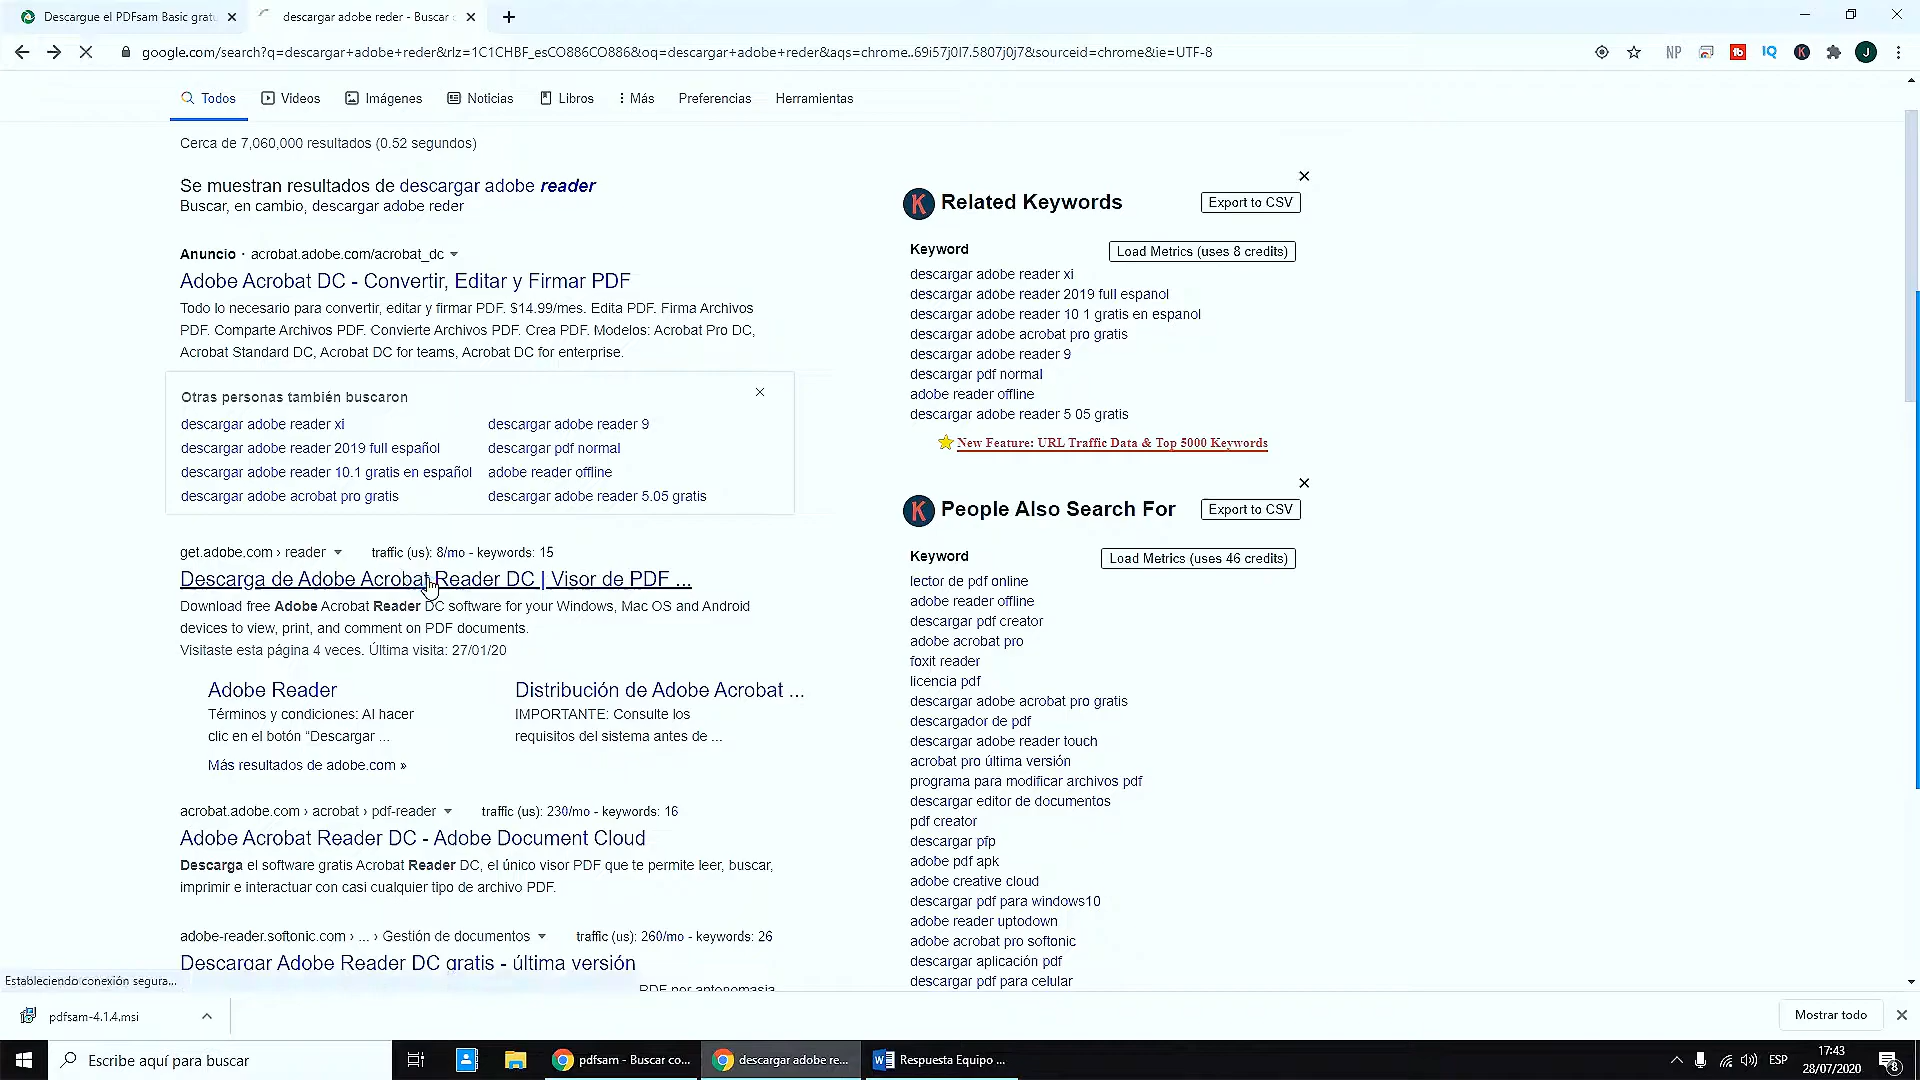 Descargue el PDFsam Basic grat
descargar adobe reder - Buscar
google.com/search?q=descargar+adobe+reder&rlz=1C1CHBF_esCO886CO886&oq=descargar+adobe+reder&aqs=chrome..69i57j0l7.5807j0j7&sourceid=chrome&ie=UTF-8
NP
IQ
K
J
Todos
Videos
Imágenes
Noticias
Libros
Más
Preferencias
Herramientas
Cerca de 7,060,000 resultados (0.52 segundos)
Se muestran resultados de descargar adobe reader
Buscar, en cambio, descargar adobe reder
Anuncio · acrobat.adobe.com/acrobat_dc
Adobe Acrobat DC - Convertir, Editar y Firmar PDF
Todo lo necesario para convertir, editar y firmar PDF. $14.99/mes. Edita PDF. Firma Archivos
PDF. Comparte Archivos PDF. Convierte Archivos PDF. Crea PDF. Modelos: Acrobat Pro DC,
Acrobat Standard DC, Acrobat DC for teams, Acrobat DC for enterprise.
Otras personas también buscaron
descargar adobe reader xi
descargar adobe reader 9
descargar adobe reader 2019 full español
descargar pdf normal
descargar adobe reader 10.1 gratis en español
adobe reader offline
descargar adobe acrobat pro gratis
descargar adobe reader 5.05 gratis
get.adobe.com › reader
traffic (us): 8/mo - keywords: 15
Descarga de Adobe Acrobat Reader DC | Visor de PDF ...
Download free Adobe Acrobat Reader DC software for your Windows, Mac OS and Android
devices to view, print, and comment on PDF documents.
Visitaste esta página 4 veces. Última visita: 27/01/20
Adobe Reader
Términos y condiciones: Al hacer
clic en el botón “Descargar ...
Distribución de Adobe Acrobat ...
IMPORTANTE: Consulte los
requisitos del sistema antes de ...
Más resultados de adobe.com »
acrobat.adobe.com › acrobat › pdf-reader
traffic (us): 230/mo - keywords: 16
Adobe Acrobat Reader DC - Adobe Document Cloud
Descarga el software gratis Acrobat Reader DC, el único visor PDF que te permite leer, buscar,
imprimir e interactuar con casi cualquier tipo de archivo PDF.
adobe-reader.softonic.com › ... › Gestión de documentos
traffic (us): 260/mo - keywords: 26
Descargar Adobe Reader DC gratis - última versión
PDF por antonomasia
K Related Keywords
Export to CSV
Keyword
Load Metrics (uses 8 credits)
descargar adobe reader xi
descargar adobe reader 2019 full espanol
descargar adobe reader 10 1 gratis en espanol
descargar adobe acrobat pro gratis
descargar adobe reader 9
descargar pdf normal
adobe reader offline
descargar adobe reader 5 05 gratis
New Feature: URL Traffic Data & Top 5000 Keywords
K People Also Search For
Export to CSV
Keyword
Load Metrics (uses 46 credits)
lector de pdf online
adobe reader offline
descargar pdf creator
adobe acrobat pro
foxit reader
licencia pdf
descargar adobe acrobat pro gratis
descargador de pdf
descargar adobe reader touch
acrobat pro última versión
programa para modificar archivos pdf
descargar editor de documentos
pdf creator
descargar pfp
adobe pdf apk
adobe creative cloud
descargar pdf para windows10
adobe reader uptodown
adobe acrobat pro softonic
descargar aplicación pdf
descargar pdf para celular
Estableciendo conexión segura...
pdfsam-4.1.4.msi
Mostrar todo
Escribe aquí para buscar
pdfsam - Buscar co...
descargar adobe re...
Respuesta Equipo ...
ESP
17:43
28/07/2020
8